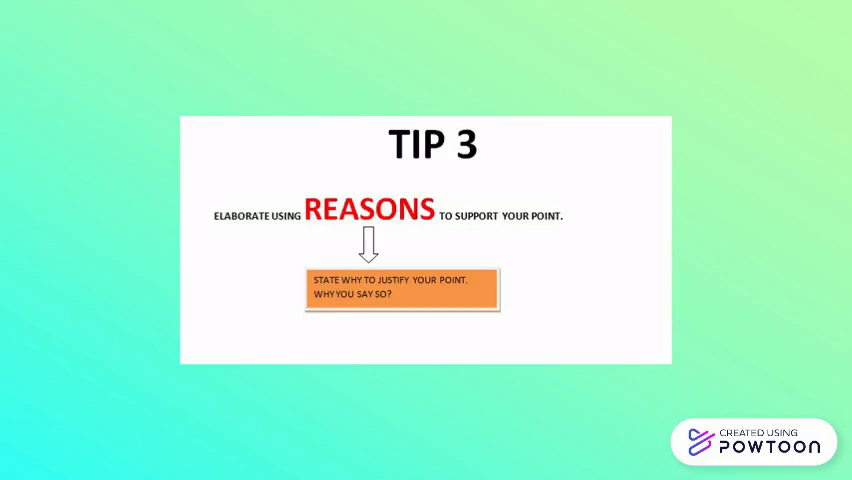 TIP 3
ELABORATE USING REASONS TO SUPPORT YOUR POINT.
STATE WHY TO JUSTIFY YOUR POINT.
WHY YOU SAY SO?
CREATED USING
POWTOON